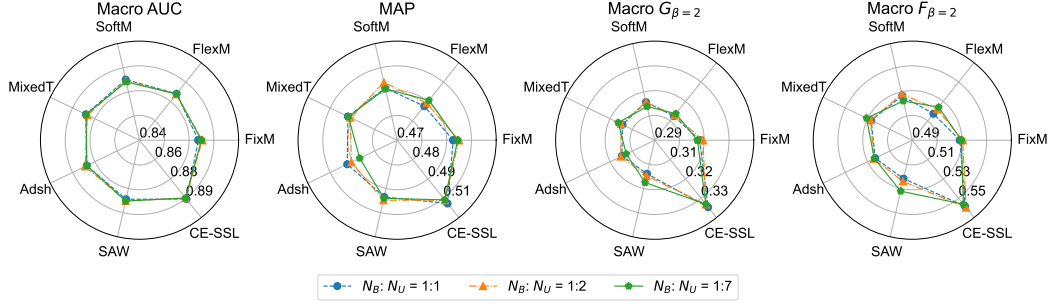 Macro AUC
SoftM
FlexM
MixedT
FixM
Adsh
SAW
CE-SSL
0.84
0.86
0.88
0.89
MAP
SoftM
FlexM
MixedT
FixM
Adsh
SAW
CE-SSL
0.47
0.48
0.49
0.51
Macro $G_{\beta=2}$
SoftM
FlexM
MixedT
FixM
Adsh
SAW
CE-SSL
0.29
0.31
0.32
0.33
Macro $F_{\beta=2}$
SoftM
FlexM
MixedT
FixM
Adsh
SAW
CE-SSL
0.49
0.51
0.53
0.55
$N_B$: $N_U$ = 1:1
$N_B$: $N_U$ = 1:2
$N_B$: $N_U$ = 1:7